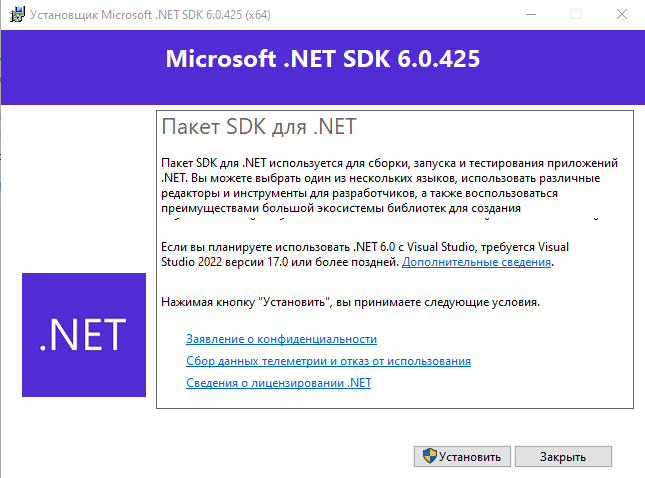 Установщик Microsoft .NET SDK 6.0.425 (x64)
Microsoft .NET SDK 6.0.425
Пакет SDK для .NET
Пакет SDK для .NET используется для сборки, запуска и тестирования приложений
.NET. Вы можете выбрать один из нескольких языков, использовать различные
редакторы и инструменты для разработчиков, а также воспользоваться
преимуществами большой экосистемы библиотек для создания
Если вы планируете использовать .NET 6.0 с Visual Studio, требуется Visual
Studio 2022 версии 17.0 или более поздней. Дополнительные сведения.
Нажимая кнопку "Установить", вы принимаете следующие условия.
.NET
Заявление о конфиденциальности
Сбор данных телеметрии и отказ от использования
Сведения о лицензировании .NET
Установить
Закрыть